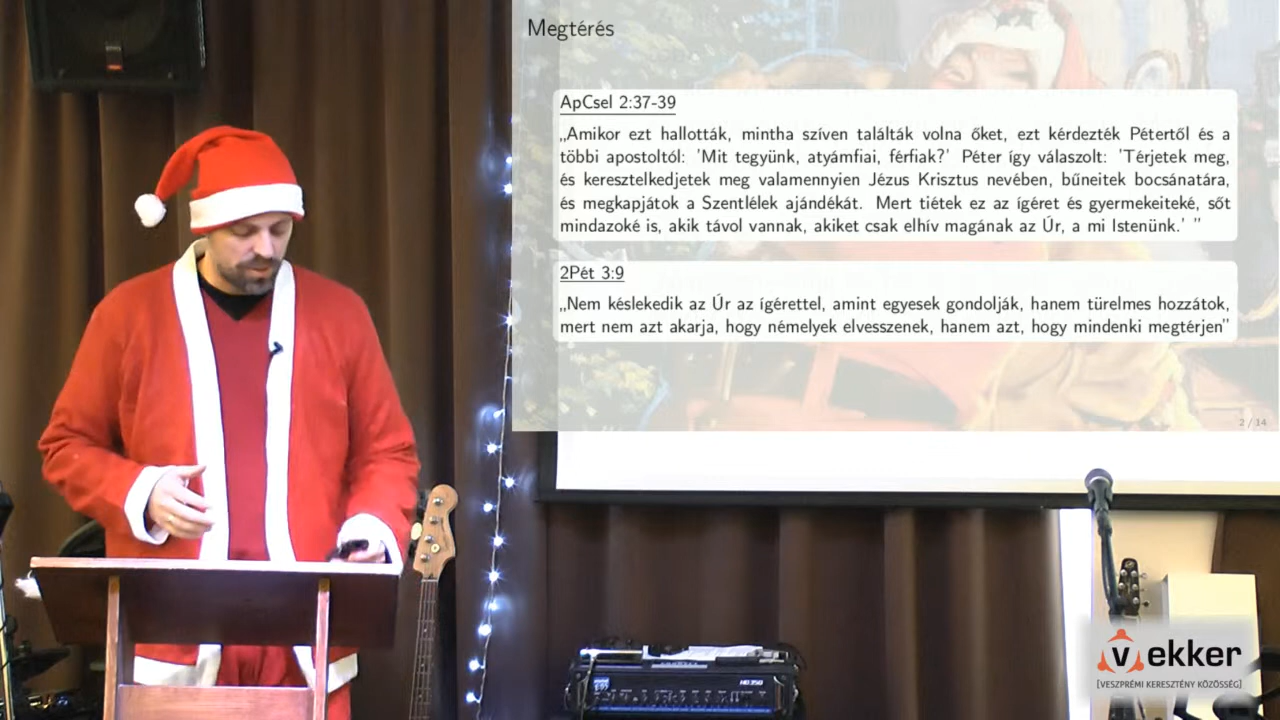 Megtérés
ApCsel 2:37-39
„Amikor ezt hallották, mintha szíven találták volna őket, ezt kérdezték Pétertől és a
többi apostoltól: 'Mit tegyünk, atyámfiai, férfiak?' Péter így válaszolt: 'Térjetek meg,
és keresztelkedjetek meg valamennyien Jézus Krisztus nevében, bűneitek bocsánatára,
és megkapjátok a Szentlélek ajándékát. Mert tiétek ez az ígéret és gyermekeiteké, sőt
mindazoké is, akik távol vannak, akiket csak elhív magának az Úr, a mi Istenünk.' ”
2Pét 3:9
„Nem késlekedik az Úr az ígérettel, amint egyesek gondolják, hanem türelmes hozzátok,
mert nem azt akarja, hogy némelyek elvesszenek, hanem azt, hogy mindenki megtérjen”
2 / 14
HD350
vekker
[VESZPRÉMI KERESZTÉNY KÖZÖSSÉG]